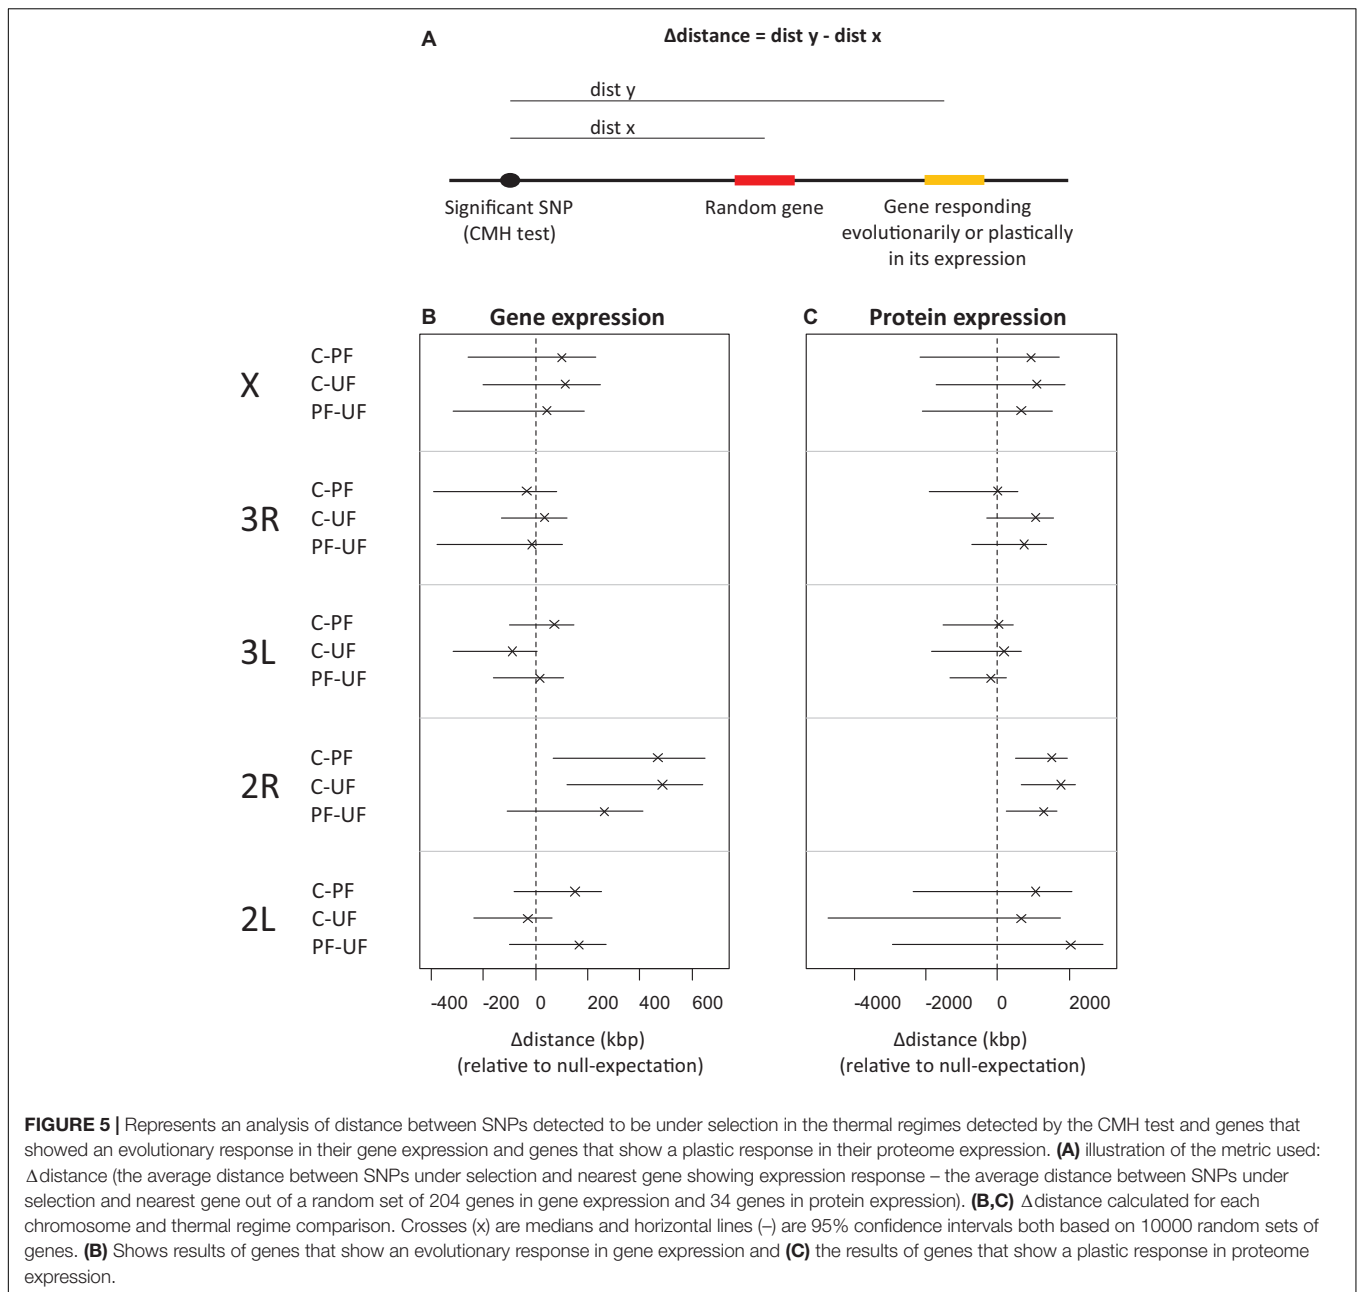 A
Δdistance = dist y - dist x
dist y
dist x
Significant SNP
(CMH test)
Random gene
Gene responding
evolutionarily or plastically
in its expression
B Gene expression
C Protein expression
X
C-PF
C-UF
PF-UF
3R
C-PF
C-UF
PF-UF
3L
C-PF
C-UF
PF-UF
2R
C-PF
C-UF
PF-UF
2L
C-PF
C-UF
PF-UF
-400 -200 0 200 400 600
Δdistance (kbp)
(relative to null-expectation)
-4000 -2000 0 2000
Δdistance (kbp)
(relative to null-expectation)
FIGURE 5 | Represents an analysis of distance between SNPs detected to be under selection in the thermal regimes detected by the CMH test and genes that
showed an evolutionary response in their gene expression and genes that show a plastic response in their proteome expression. (A) illustration of the metric used:
Δdistance (the average distance between SNPs under selection and nearest gene showing expression response – the average distance between SNPs under
selection and nearest gene out of a random set of 204 genes in gene expression and 34 genes in protein expression). (B,C) Δdistance calculated for each
chromosome and thermal regime comparison. Crosses (x) are medians and horizontal lines (–) are 95% confidence intervals both based on 10000 random sets of
genes. (B) Shows results of genes that show an evolutionary response in gene expression and (C) the results of genes that show a plastic response in proteome
expression.